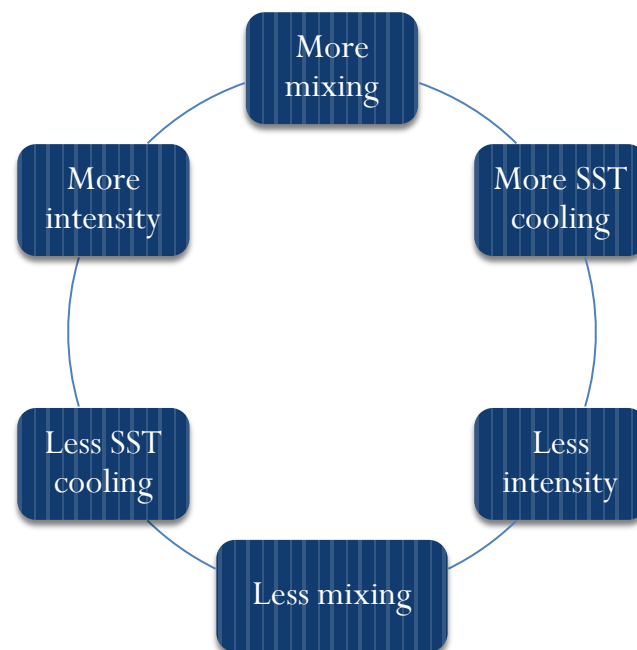 More
mixing
More SST
cooling
Less
intensity
Less mixing
Less SST
cooling
More
intensity